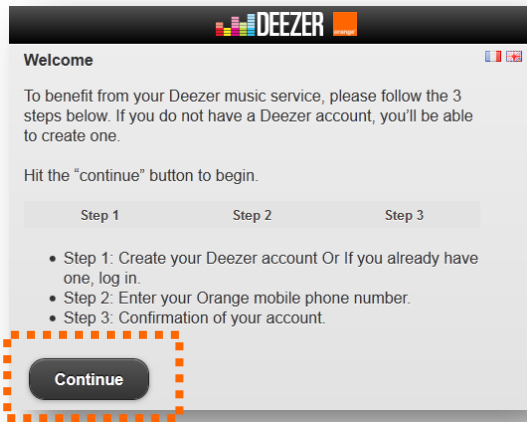 DEEZER orange
Welcome
To benefit from your Deezer music service, please follow the 3
steps below. If you do not have a Deezer account, you'll be able
to create one.
Hit the “continue” button to begin.
Step 1 Step 2 Step 3
• Step 1: Create your Deezer account Or If you already have
one, log in.
• Step 2: Enter your Orange mobile phone number.
• Step 3: Confirmation of your account.
Continue